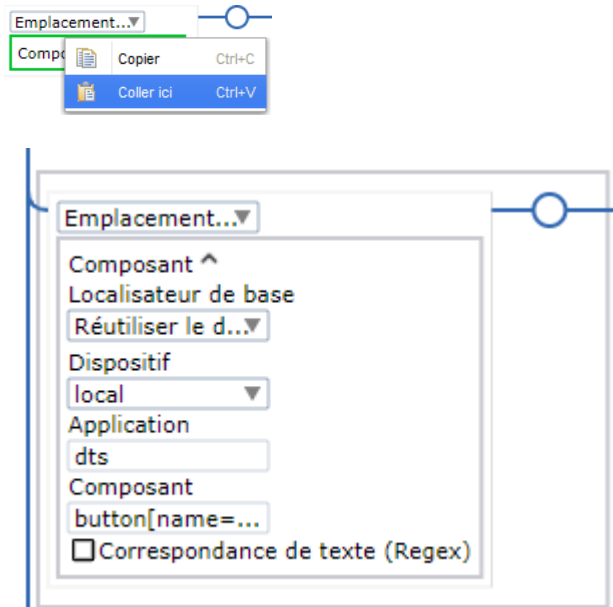 Emplacement...
Compo
Copier Ctrl+C
Coller ici Ctrl+V
Emplacement...
Composant
Localisateur de base
Réutiliser le d...
Dispositif
local
Application
dts
Composant
button[name=...
Correspondance de texte (Regex)